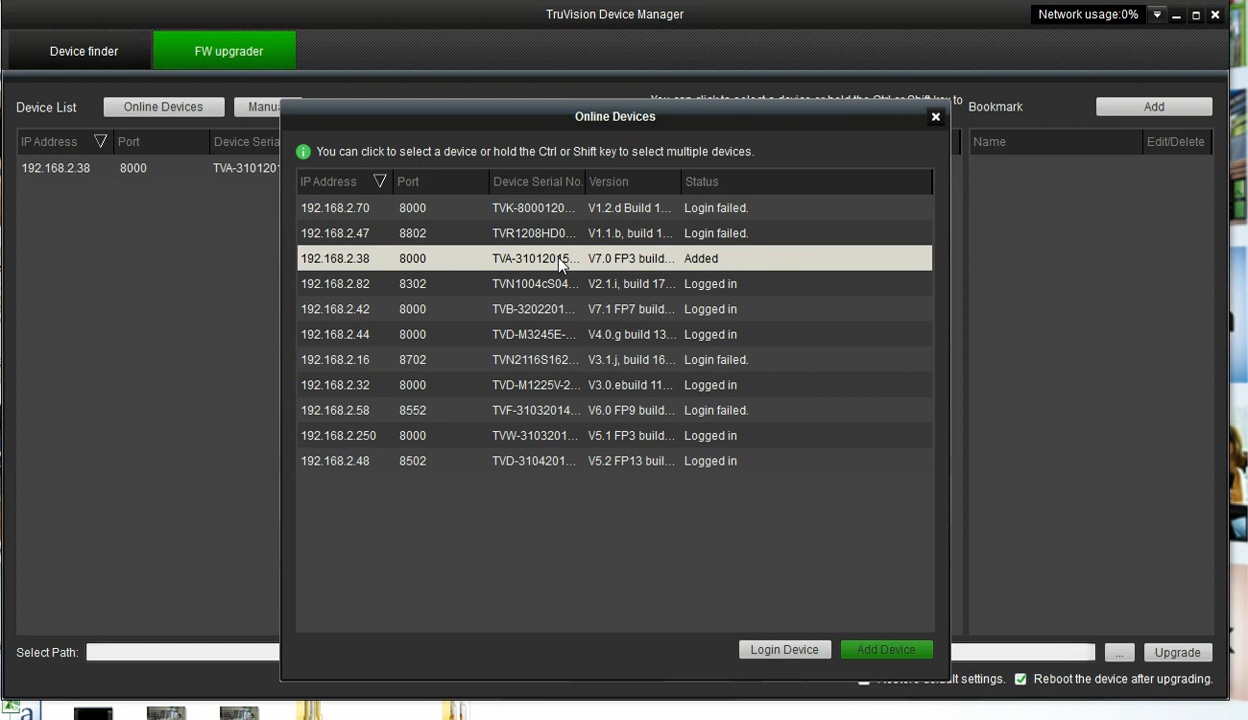 TruVision Device Manager
Network usage:0%
Device finder
FW upgrader
Device List
Online Devices
Bookmark
Add
IP Address Port Device Seria
Name Edit/Delete
192.168.2.38 8000 TVA-310120
Online Devices
You can click to select a device or hold the Ctrl or Shift key to select multiple devices.
IP Address Port Device Serial No. Version Status
192.168.2.70 8000 TVK-8000120... V1.2.d Build 1... Login failed.
192.168.2.47 8802 TVR1208HD0... V1.1.b, build 1... Login failed.
192.168.2.38 8000 TVA-31012015... V7.0 FP3 build... Added
192.168.2.82 8302 TVN1004cS04... V2.1.i, build 17... Logged in
192.168.2.42 8000 TVB-3202201... V7.1 FP7 build... Logged in
192.168.2.44 8000 TVD-M3245E-... V4.0.g build 13... Logged in
192.168.2.16 8702 TVN2116S162... V3.1.j, build 16... Login failed.
192.168.2.32 8000 TVD-M1225V-2... V3.0.ebuild 11... Logged in
192.168.2.58 8552 TVF-31032014... V6.0 FP9 build... Login failed.
192.168.2.250 8000 TVW-3103201... V5.1 FP3 build... Logged in
192.168.2.48 8502 TVD-3104201... V5.2 FP13 buil... Logged in
Login Device
Add Device
Select Path:
...
Upgrade
settings.
Reboot the device after upgrading.